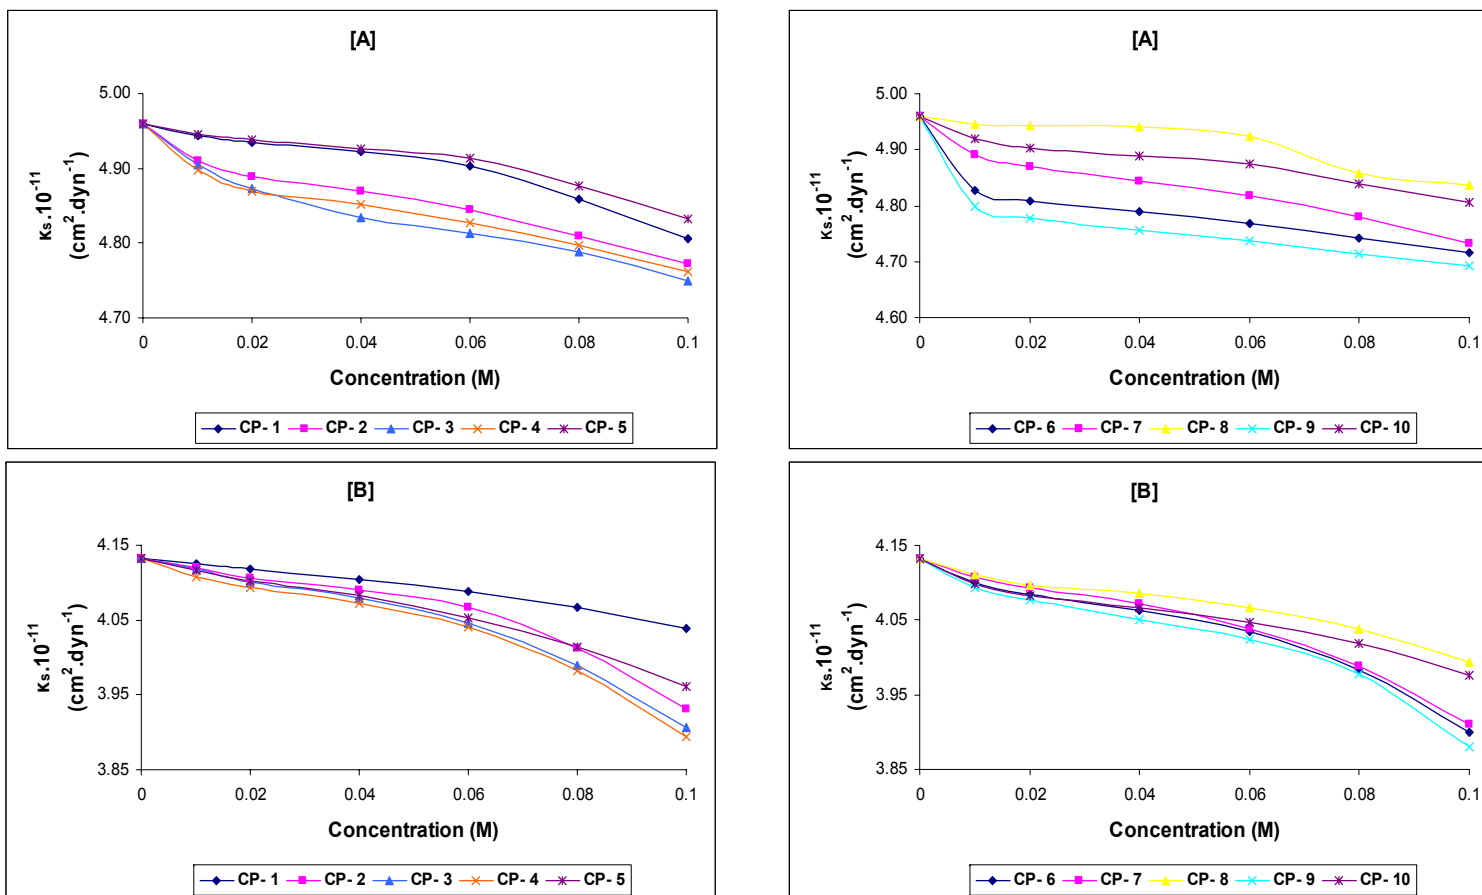 [A]
κs.10⁻¹¹
(cm².dyn⁻¹)
5.00
4.90
4.80
4.70
0 0.02 0.04 0.06 0.08 0.1
Concentration (M)
CP- 1 CP- 2 CP- 3 CP- 4 CP- 5
[A]
κs.10⁻¹¹
(cm².dyn⁻¹)
5.00
4.90
4.80
4.70
4.60
0 0.02 0.04 0.06 0.08 0.1
Concentration (M)
CP- 6 CP- 7 CP- 8 CP- 9 CP- 10
[B]
κs.10⁻¹¹
(cm².dyn⁻¹)
4.15
4.05
3.95
3.85
0 0.02 0.04 0.06 0.08 0.1
Concentration (M)
CP- 1 CP- 2 CP- 3 CP- 4 CP- 5
[B]
κs.10⁻¹¹
(cm².dyn⁻¹)
4.15
4.05
3.95
3.85
0 0.02 0.04 0.06 0.08 0.1
Concentration (M)
CP- 6 CP- 7 CP- 8 CP- 9 CP- 10